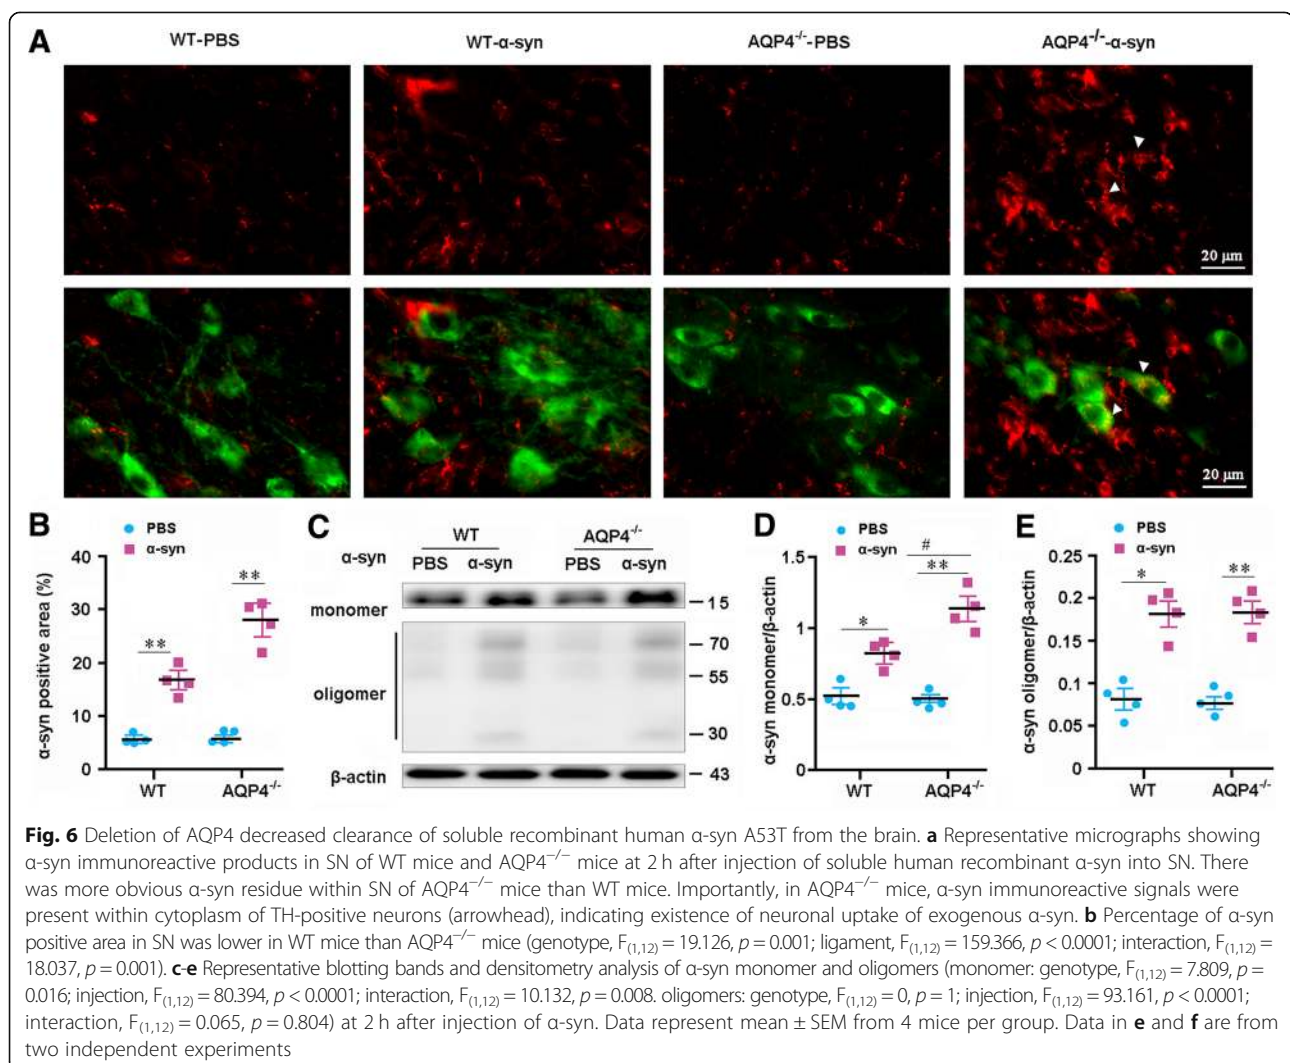 A
WT-PBS
WT-α-syn
AQP4-/--PBS
AQP4-/--α-syn
20 µm
20 µm
B
PBS
α-syn
α-syn positive area (%)
40
30
20
10
0
**
**
WT
AQP4-/-
C
WT
AQP4-/-
α-syn
PBS
α-syn
PBS
α-syn
monomer
15
oligomer
70
55
30
β-actin
43
D
PBS
α-syn
α-syn monomer/β-actin
1.5
1
0.5
0
*
#
**
WT
AQP4-/-
E
PBS
α-syn
α-syn oligomer/β-actin
0.25
0.2
0.15
0.1
0.05
0
*
**
WT
AQP4-/-
Fig. 6 Deletion of AQP4 decreased clearance of soluble recombinant human α-syn A53T from the brain. a Representative micrographs showing
α-syn immunoreactive products in SN of WT mice and AQP4−/− mice at 2 h after injection of soluble human recombinant α-syn into SN. There
was more obvious α-syn residue within SN of AQP4−/− mice than WT mice. Importantly, in AQP4−/− mice, α-syn immunoreactive signals were
present within cytoplasm of TH-positive neurons (arrowhead), indicating existence of neuronal uptake of exogenous α-syn. b Percentage of α-syn
positive area in SN was lower in WT mice than AQP4−/− mice (genotype, F(1,12) = 19.126, p = 0.001; ligament, F(1,12) = 159.366, p < 0.0001; interaction, F(1,12) =
18.037, p = 0.001). c-e Representative blotting bands and densitometry analysis of α-syn monomer and oligomers (monomer: genotype, F(1,12) = 7.809, p =
0.016; injection, F(1,12) = 80.394, p < 0.0001; interaction, F(1,12) = 10.132, p = 0.008. oligomers: genotype, F(1,12) = 0, p = 1; injection, F(1,12) = 93.161, p < 0.0001;
interaction, F(1,12) = 0.065, p = 0.804) at 2 h after injection of α-syn. Data represent mean ± SEM from 4 mice per group. Data in e and f are from
two independent experiments